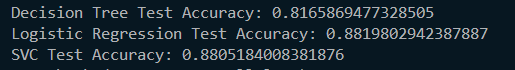 Decision Tree Test Accuracy: 0.8165869477328505
Logistic Regression Test Accuracy: 0.8819802942387887
SVC Test Accuracy: 0.8805184008381876